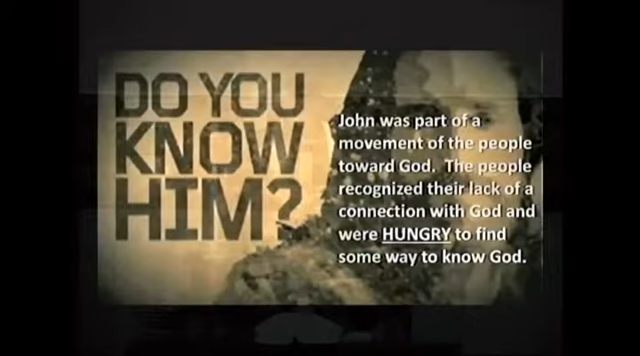 DO YOU
KNOW
HIM?
John was part of a
movement of the people
toward God. The people
recognized their lack of a
connection with God and
were HUNGRY to find
some way to know God.